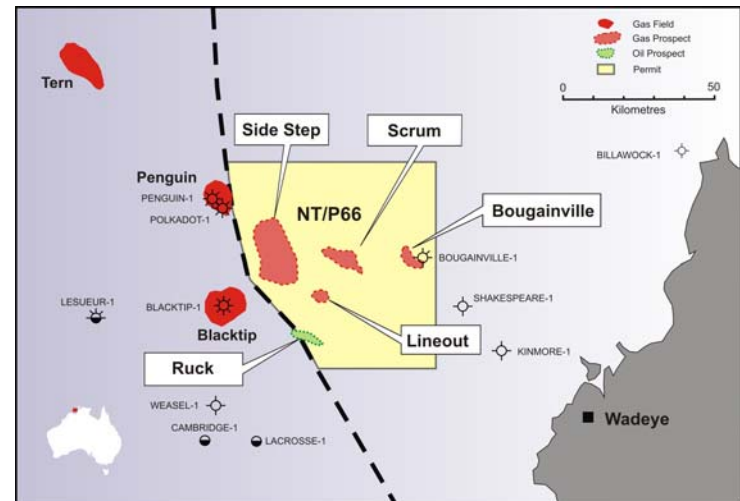 Gas Field
Gas Prospect
Oil Prospect
Permit
0
50
Kilometres
Tern
Side Step
Scrum
BILLAWOCK-1
Penguin
PENGUIN-1
POLKADOT-1
NT/P66
Bougainville
BOUGAINVILLE-1
LESUEUR-1
BLACKTIP-1
SHAKESPEARE-1
Blacktip
Lineout
KINMORE-1
Ruck
WEASEL-1
Wadeye
CAMBRIDGE-1
LACROSSE-1